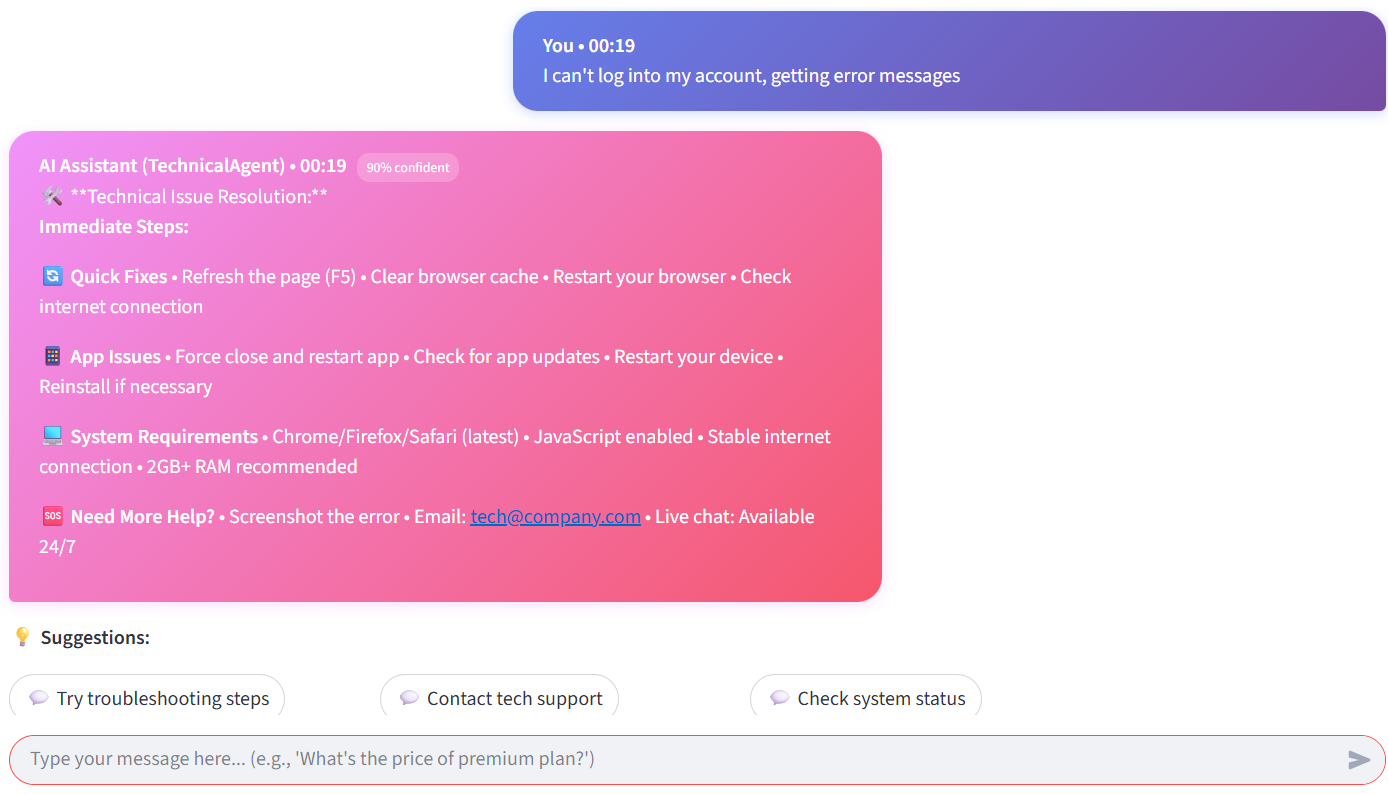 You • 00:19
I can't log into my account, getting error messages
AI Assistant (TechnicalAgent) • 00:19 90% confident
🛠️ **Technical Issue Resolution:**
Immediate Steps:
🔄 Quick Fixes • Refresh the page (F5) • Clear browser cache • Restart your browser • Check
internet connection
📱 App Issues • Force close and restart app • Check for app updates • Restart your device •
Reinstall if necessary
💻 System Requirements • Chrome/Firefox/Safari (latest) • JavaScript enabled • Stable internet
connection • 2GB+ RAM recommended
🆘 Need More Help? • Screenshot the error • Email: tech@company.com • Live chat: Available
24/7
💡 Suggestions:
💬 Try troubleshooting steps
💬 Contact tech support
💬 Check system status
Type your message here... (e.g., 'What's the price of premium plan?')